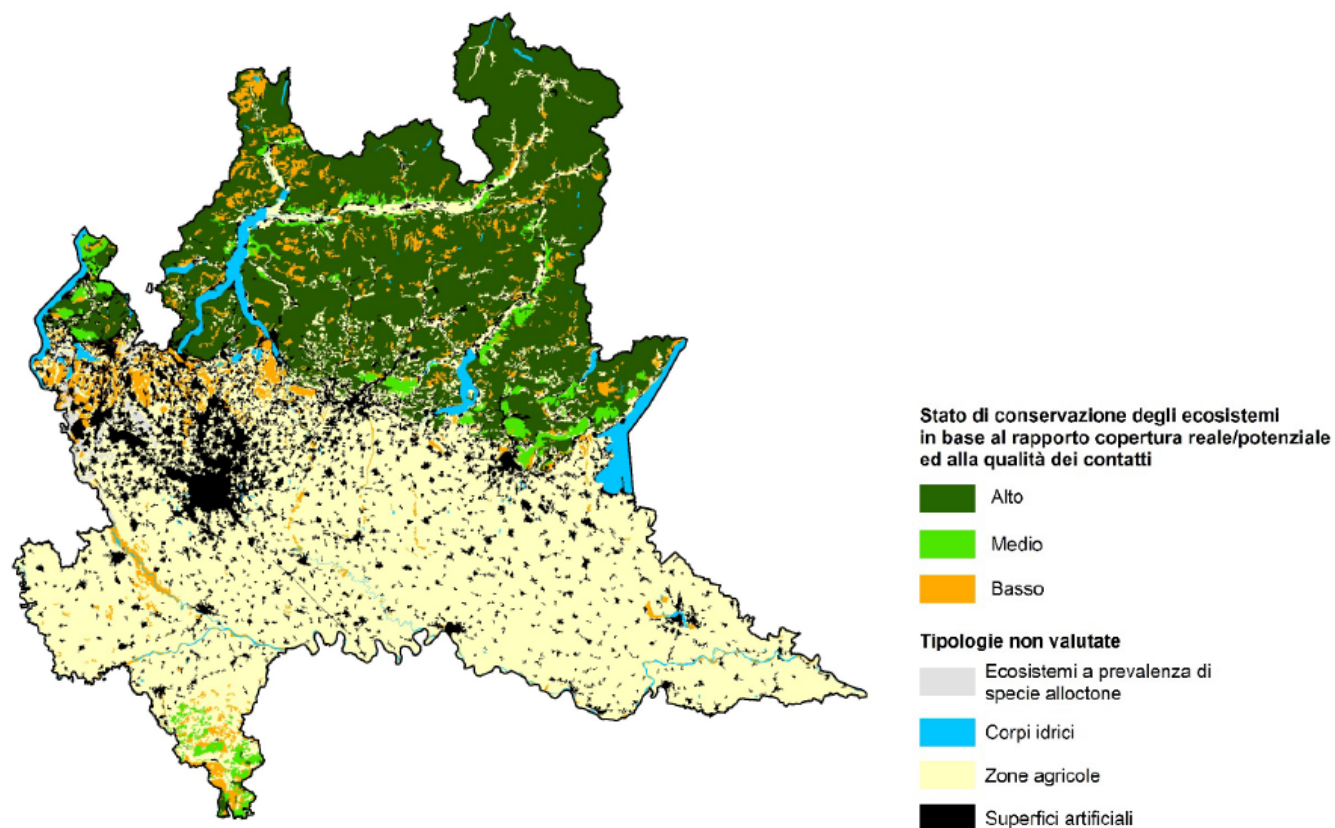 Stato di conservazione degli ecosistemi
in base al rapporto copertura reale/potenziale
ed alla qualità dei contatti
Alto
Medio
Basso
Tipologie non valutate
Ecosistemi a prevalenza di
specie alloctone
Corpi idrici
Zone agricole
Superfici artificiali